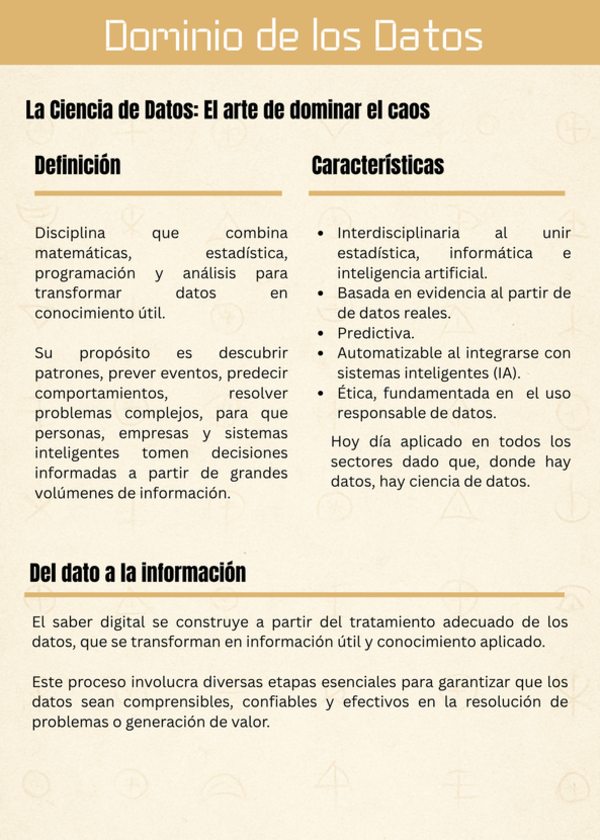 Dominio de los Datos
La Ciencia de Datos: El arte de dominar el caos
Definición
Disciplina que combina
matemáticas, estadística,
programación y análisis para
transformar datos en
conocimiento útil.
Su propósito es descubrir
patrones, prever eventos, predecir
comportamientos, resolver
problemas complejos, para que
personas, empresas y sistemas
inteligentes tomen decisiones
informadas a partir de grandes
volúmenes de información.
Características
• Interdisciplinaria al unir
estadística, informática e
inteligencia artificial.
• Basada en evidencia al partir de
de datos reales.
• Predictiva.
• Automatizable al integrarse con
sistemas inteligentes (IA).
• Ética, fundamentada en el uso
responsable de datos.
Hoy día aplicado en todos los
sectores dado que, donde hay
datos, hay ciencia de datos.
Del dato a la información
El saber digital se construye a partir del tratamiento adecuado de los
datos, que se transforman en información útil y conocimiento aplicado.
Este proceso involucra diversas etapas esenciales para garantizar que los
datos sean comprensibles, confiables y efectivos en la resolución de
problemas o generación de valor.